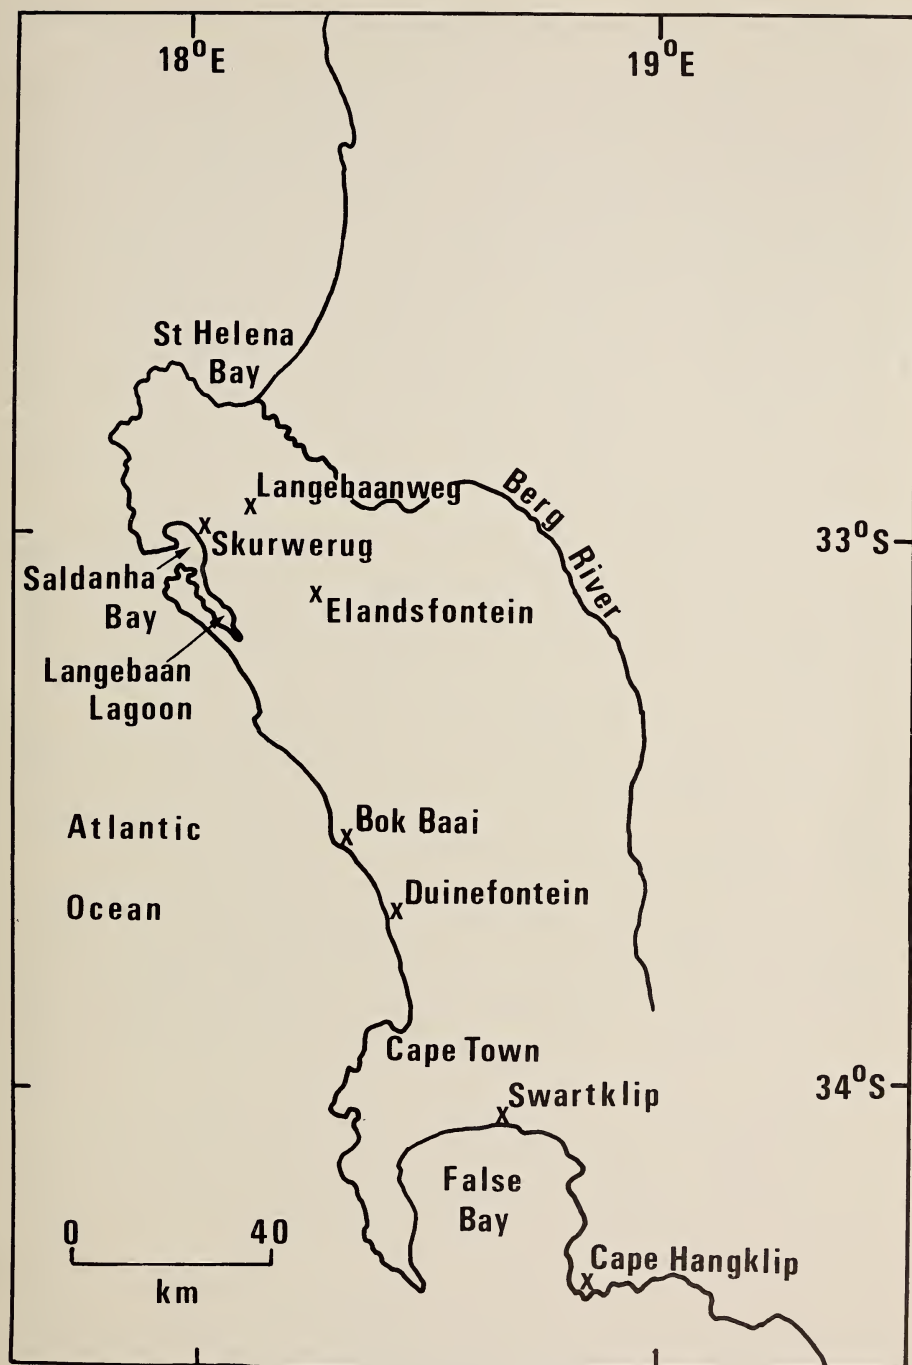 18°E
19°E
St Helena
Bay
Langebaanweg
Berg
River
Skurwerug
33°S
Saldanha
Bay
Elandsfontein
Langebaan
Lagoon
Atlantic
Ocean
Bok Baai
Duinefontein
Cape Town
34°S
Swartklip
False
Bay
0 40
km
Cape Hangklip